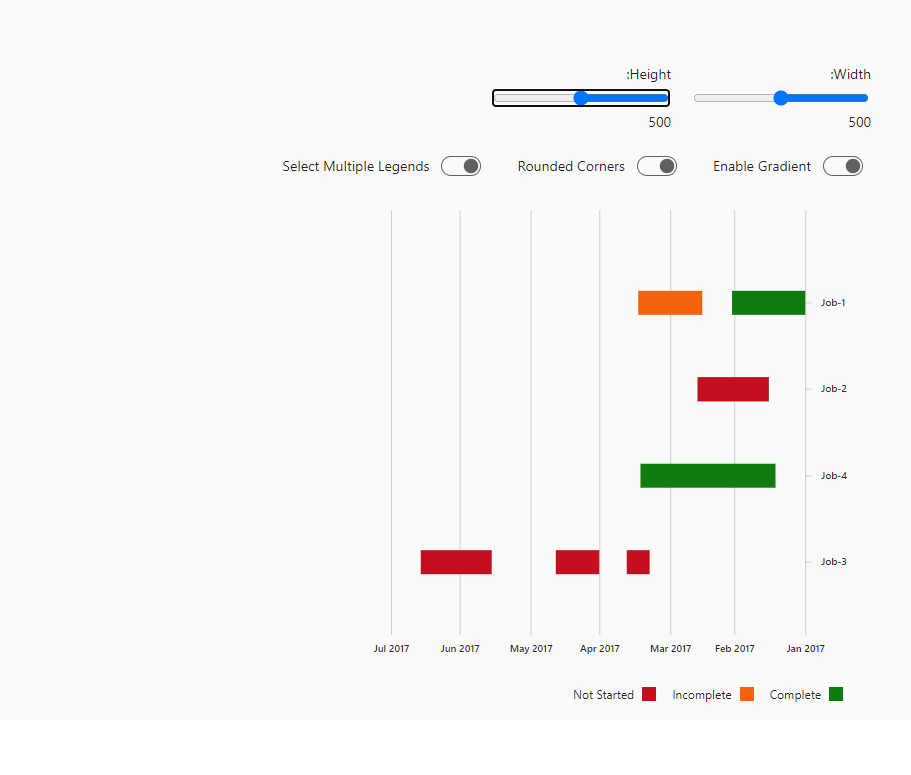 :Height
:Width
500
500
Select Multiple Legends
Rounded Corners
Enable Gradient
Job-1
Job-2
Job-4
Job-3
Jul 2017
Jun 2017
May 2017
Apr 2017
Mar 2017
Feb 2017
Jan 2017
Not Started
Incomplete
Complete